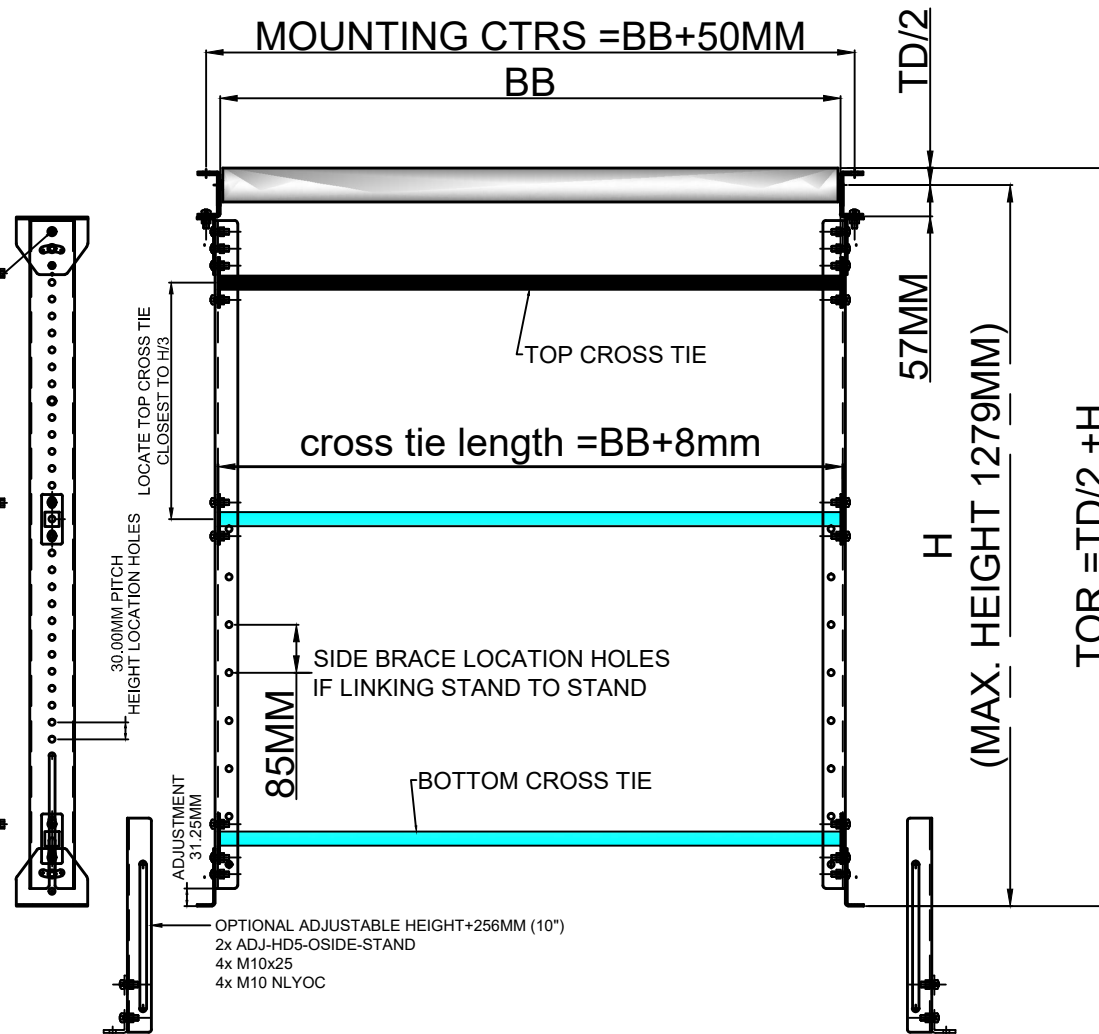 MOUNTING CTRS =BB+50MM
BB
TD/2
57MM
H
(MAX. HEIGHT 1279MM)
TOR =TD/2 +H
TOP CROSS TIE
LOCATE TOP CROSS TIE
CLOSEST TO H/3
cross tie length =BB+8mm
30.00MM PITCH
HEIGHT LOCATION HOLES
SIDE BRACE LOCATION HOLES
IF LINKING STAND TO STAND
85MM
BOTTOM CROSS TIE
ADJUSTMENT
31.25MM
OPTIONAL ADJUSTABLE HEIGHT+256MM (10")
2x ADJ-HD5-OSIDE-STAND
4x M10x25
4x M10 NLYOC